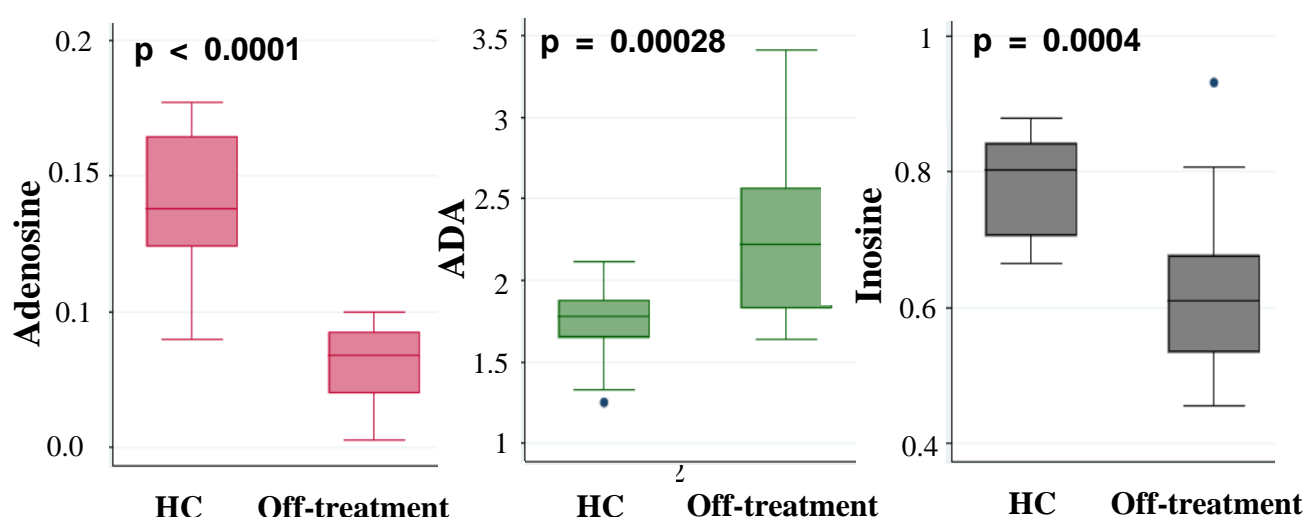 p < 0.0001
0.2
0.15
0.1
0.0
Adenosine
HC Off-treatment
p = 0.00028
3.5
3
2.5
2
1.5
1
ADA
2
HC Off-treatment
p = 0.0004
1
0.8
0.6
0.4
Inosine
HC Off-treatment